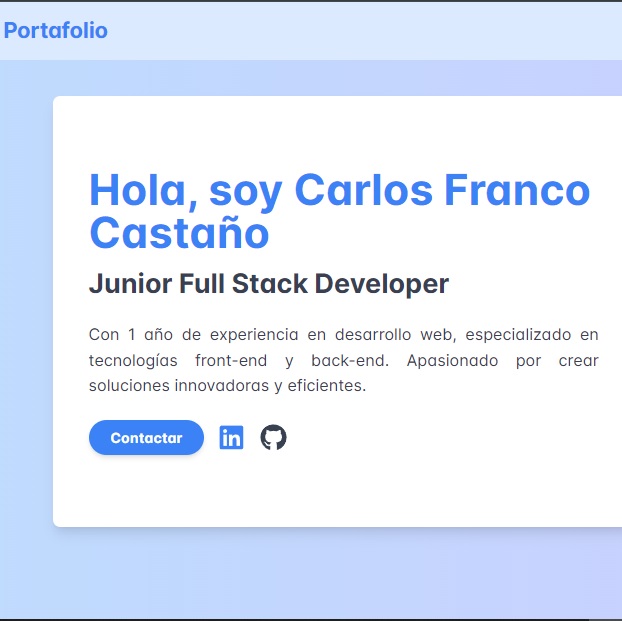 Portafolio
Hola, soy Carlos Franco
Castaño
Junior Full Stack Developer
Con 1 año de experiencia en desarrollo web, especializado en
tecnologías front-end y back-end. Apasionado por crear
soluciones innovadoras y eficientes.
Contactar in